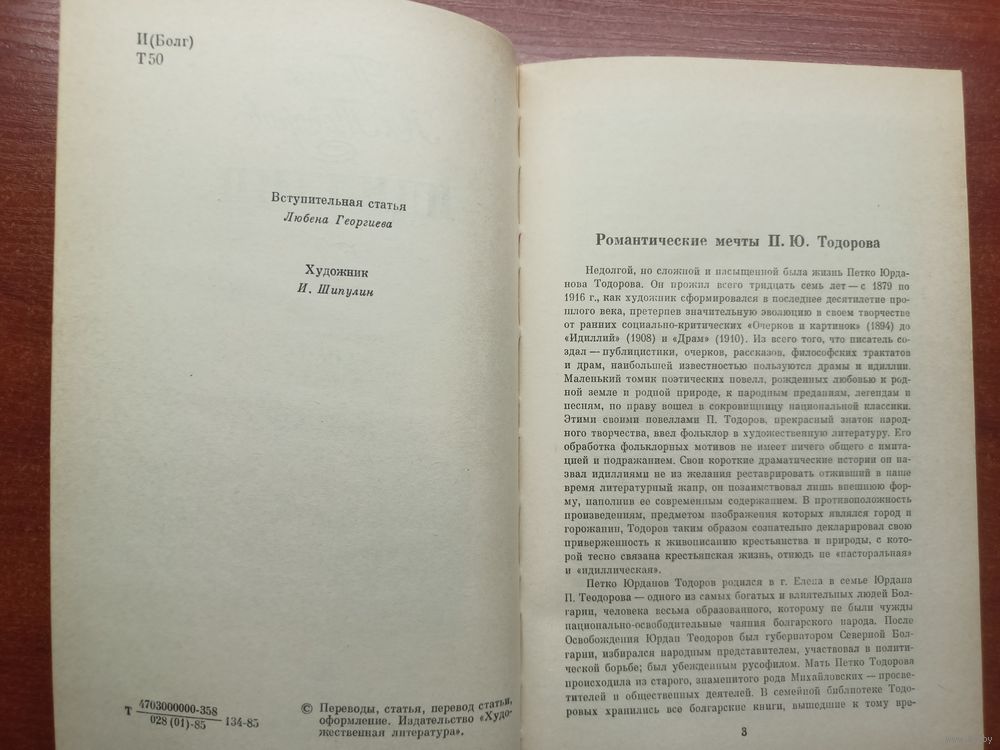 И(Болг)
Т50
Вступительная статья
Любена Георгиева
Художник
И. Шипулин
Т 4703000000-358
028 (01)-85 134-85
© Переводы, статья, перевод статьи,
оформление. Издательство «Худо-
жественная литература».
Романтические мечты П. Ю. Тодорова
Недолгой, но сложной и насыщенной была жизнь Петко Юрда-
нова Тодорова. Он прожил всего тридцать семь лет — с 1879 по
1916 г., как художник сформировался в последнее десятилетие про-
шлого века, претерпев значительную эволюцию в своем творчестве
от ранних социально-критических «Очерков и картинок» (1894) до
«Идиллий» (1908) и «Драм» (1910). Из всего того, что писатель со-
здал — публицистики, очерков, рассказов, философских трактатов
и драм, наибольшей известностью пользуются драмы и идиллии.
Маленький томик поэтических новелл, рожденных любовью к род-
ной земле и родной природе, к народным преданиям, легендам и
песням, по праву вошел в сокровищницу национальной классики.
Этими своими новеллами П. Тодоров, прекрасный знаток народ-
ного творчества, ввел фольклор в художественную литературу. Его
обработка фольклорных мотивов не имеет ничего общего с имита-
цией и подражанием. Свои короткие драматические истории он на-
звал идиллиями не из желания реставрировать отживший в наше
время литературный жанр, он позаимствовал лишь внешнюю фор-
му, наполнив ее современным содержанием. В противоположность
произведениям, предметом изображения которых являлся город и
горожанин, Тодоров таким образом сознательно декларировал свою
приверженность к живописанию крестьянства и природы, с кото-
рой тесно связана крестьянская жизнь, отнюдь не «пасторальная»
и «идиллическая».
Петко Юрданов Тодоров родился в г. Елена в семье Юрдана
П. Теодорова — одного из самых богатых и влиятельных людей Бол-
гарии, человека весьма образованного, которому не были чужды
национально-освободительные чаяния болгарского народа. После
Освобождения Юрдан Теодоров был губернатором Северной Бол-
гарии, избирался народным представителем, участвовал в полити-
ческой борьбе; был убежденным русофилом. Мать Петко Тодорова
происходила из старого, знаменитого рода Михайловских — просве-
тителей и общественных деятелей. В семейной библиотеке Тодо-
ровых хранились все болгарские книги, вышедшие к тому вре-
3